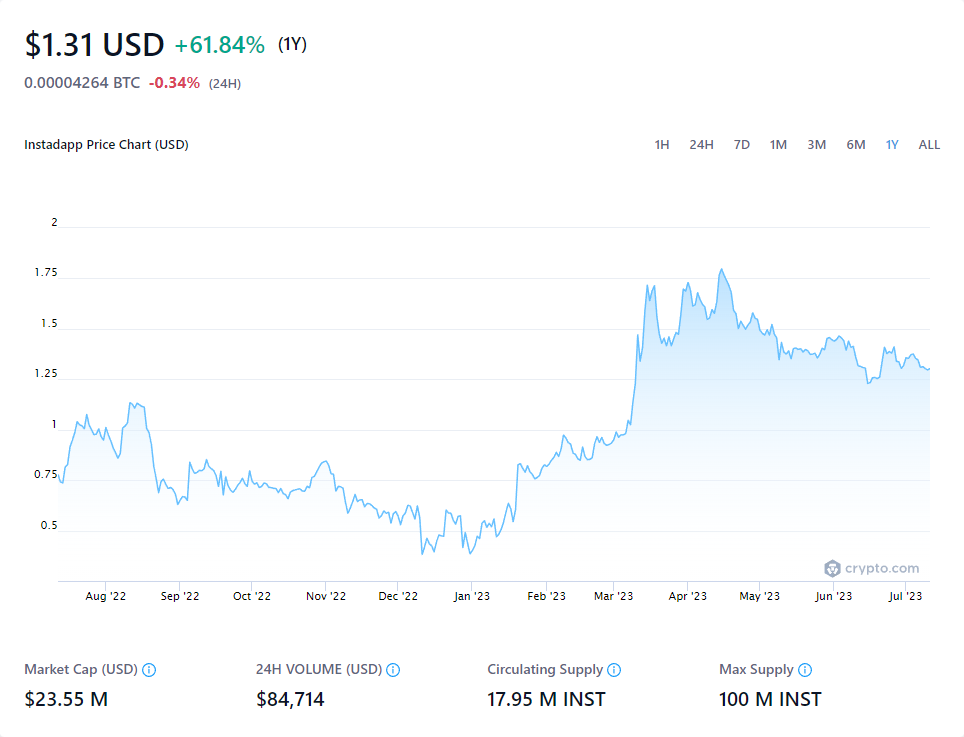 $1.31 USD +61.84% (1Y)
0.00004264 BTC -0.34% (24H)
Instadapp Price Chart (USD) 1H 24H 7D 1M 3M 6M 1Y ALL
2
1.75
1.5
1.25
1
0.75
0.5
crypto.com
Aug '22 Sep '22 Oct '22 Nov '22 Dec '22 Jan '23 Feb '23 Mar '23 Apr '23 May '23 Jun '23 Jul '23
Market Cap (USD) 24H VOLUME (USD) Circulating Supply Max Supply
$23.55 M $84,714 17.95 M INST 100 M INST